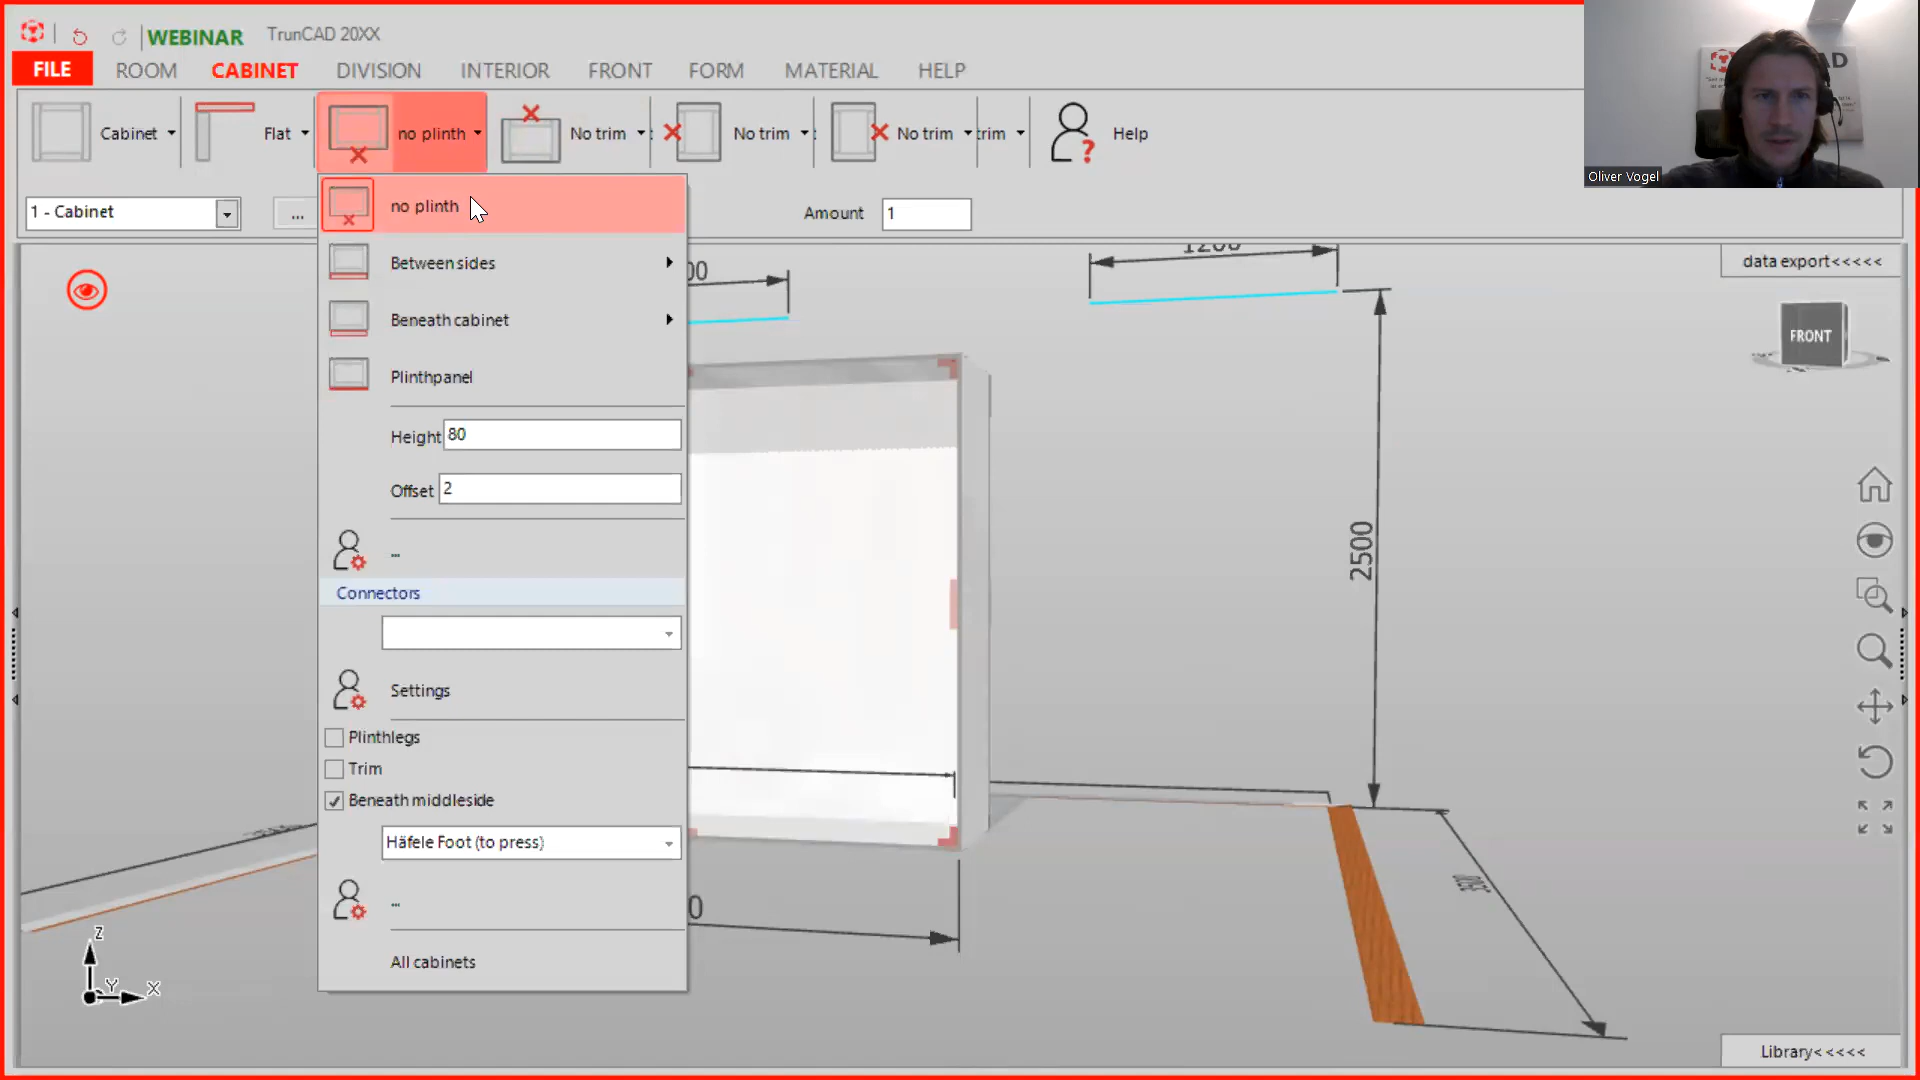 WEBINAR TrunCAD 20XX
FILE ROOM CABINET DIVISION INTERIOR FRONT FORM MATERIAL HELP
Cabinet Flat no plinth No trim No trim No trim trim Help
1 - Cabinet ... Amount 1
Oliver Vogel
no plinth
Between sides
Beneath cabinet
Plinthpanel
Height 80
Offset 2
...
Connectors
Settings
Plinthlegs
Trim
Beneath middleside
Häfele Foot (to press)
...
All cabinets
00
1200
2500
0
data export<<<<<
FRONT
Library<<<<<
Z
Y X